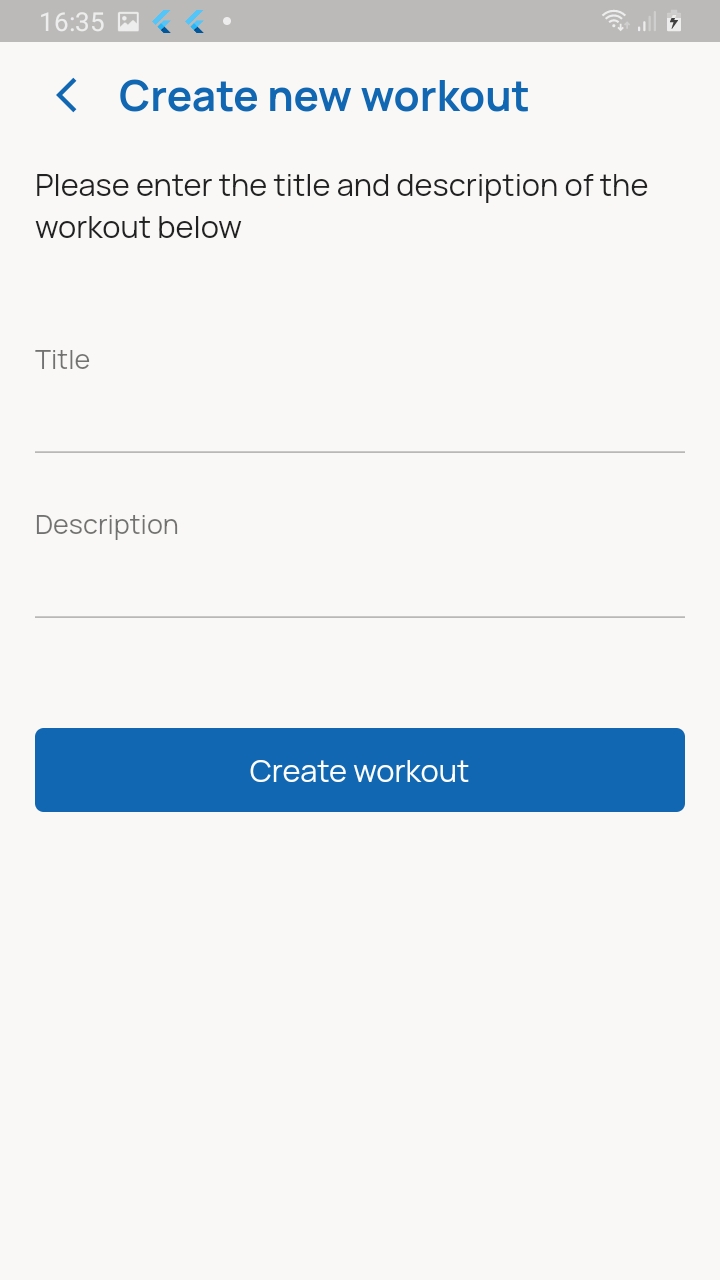 16:35
Create new workout
Please enter the title and description of the
workout below
Title
Description
Create workout